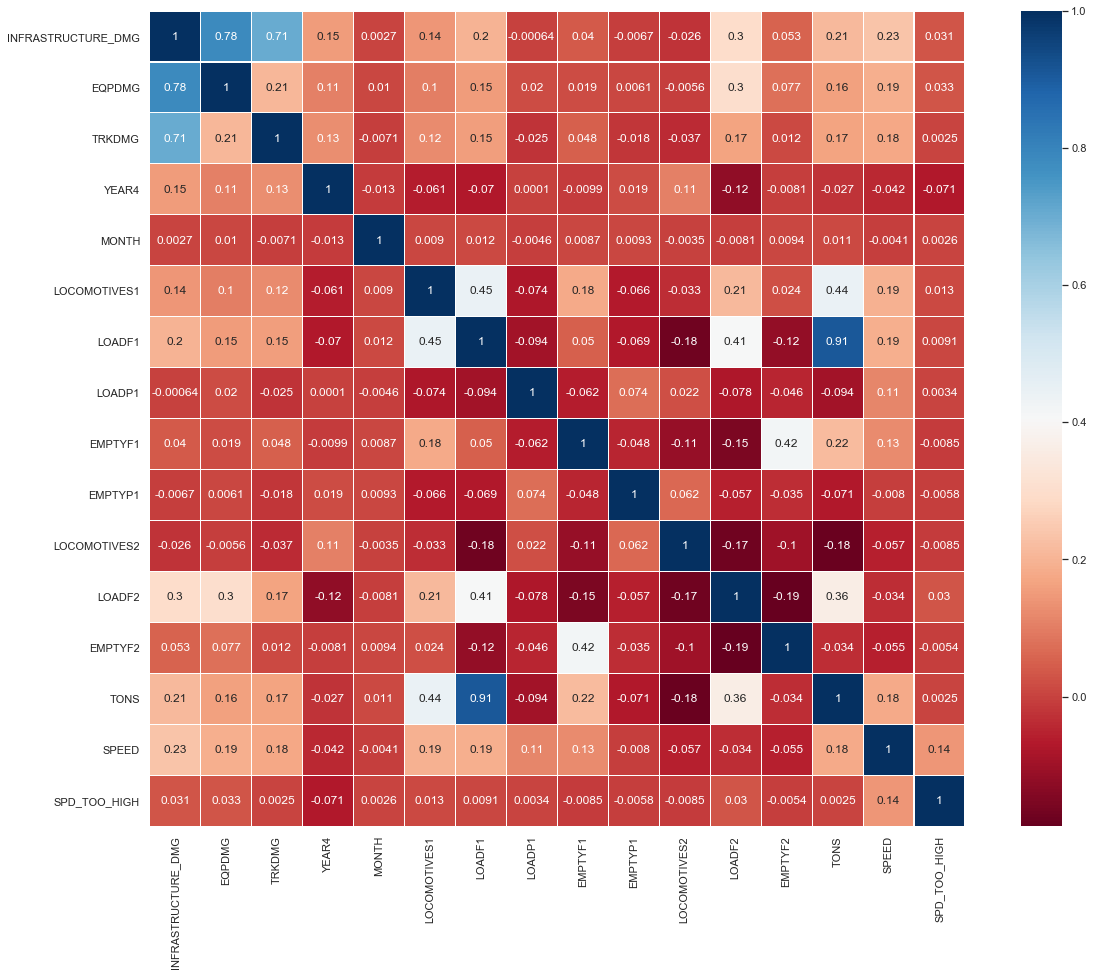 1.0
INFRASTRUCTURE_DMG 1 0.78 0.71 0.15 0.0027 0.14 0.2 -0.00064 0.04 -0.0067 -0.026 0.3 0.053 0.21 0.23 0.031
EQPDMG 0.78 1 0.21 0.11 0.01 0.1 0.15 0.02 0.019 0.0061 -0.0056 0.3 0.077 0.16 0.19 0.033
TRKDMG 0.71 0.21 1 0.13 -0.0071 0.12 0.15 -0.025 0.048 -0.018 -0.037 0.17 0.012 0.17 0.18 0.0025
0.8
YEAR4 0.15 0.11 0.13 1 -0.013 -0.061 -0.07 0.0001 -0.0099 0.019 0.11 -0.12 -0.0081 -0.027 -0.042 -0.071
MONTH 0.0027 0.01 -0.0071 -0.013 1 0.009 0.012 -0.0046 0.0087 0.0093 -0.0035 -0.0081 0.0094 0.011 -0.0041 0.0026
0.6
LOCOMOTIVES1 0.14 0.1 0.12 -0.061 0.009 1 0.45 -0.074 0.18 -0.066 -0.033 0.21 0.024 0.44 0.19 0.013
LOADF1 0.2 0.15 0.15 -0.07 0.012 0.45 1 -0.094 0.05 -0.069 -0.18 0.41 -0.12 0.91 0.19 0.0091
LOADP1 -0.00064 0.02 -0.025 0.0001 -0.0046 -0.074 -0.094 1 -0.062 0.074 0.022 -0.078 -0.046 -0.094 0.11 0.0034
0.4
EMPTYF1 0.04 0.019 0.048 -0.0099 0.0087 0.18 0.05 -0.062 1 -0.048 -0.11 -0.15 0.42 0.22 0.13 -0.0085
EMPTYP1 -0.0067 0.0061 -0.018 0.019 0.0093 -0.066 -0.069 0.074 -0.048 1 0.062 -0.057 -0.035 -0.071 -0.008 -0.0058
LOCOMOTIVES2 -0.026 -0.0056 -0.037 0.11 -0.0035 -0.033 -0.18 0.022 -0.11 0.062 1 -0.17 -0.1 -0.18 -0.057 -0.0085
0.2
LOADF2 0.3 0.3 0.17 -0.12 -0.0081 0.21 0.41 -0.078 -0.15 -0.057 -0.17 1 -0.19 0.36 -0.034 0.03
EMPTYF2 0.053 0.077 0.012 -0.0081 0.0094 0.024 -0.12 -0.046 0.42 -0.035 -0.1 -0.19 1 -0.034 -0.055 -0.0054
TONS 0.21 0.16 0.17 -0.027 0.011 0.44 0.91 -0.094 0.22 -0.071 -0.18 0.36 -0.034 1 0.18 0.0025
0.0
SPEED 0.23 0.19 0.18 -0.042 -0.0041 0.19 0.19 0.11 0.13 -0.008 -0.057 -0.034 -0.055 0.18 1 0.14
SPD_TOO_HIGH 0.031 0.033 0.0025 -0.071 0.0026 0.013 0.0091 0.0034 -0.0085 -0.0058 -0.0085 0.03 -0.0054 0.0025 0.14 1
INFRASTRUCTURE_DMG
EQPDMG
TRKDMG
YEAR4
MONTH
LOCOMOTIVES1
LOADF1
LOADP1
EMPTYF1
EMPTYP1
LOCOMOTIVES2
LOADF2
EMPTYF2
TONS
SPEED
SPD_TOO_HIGH